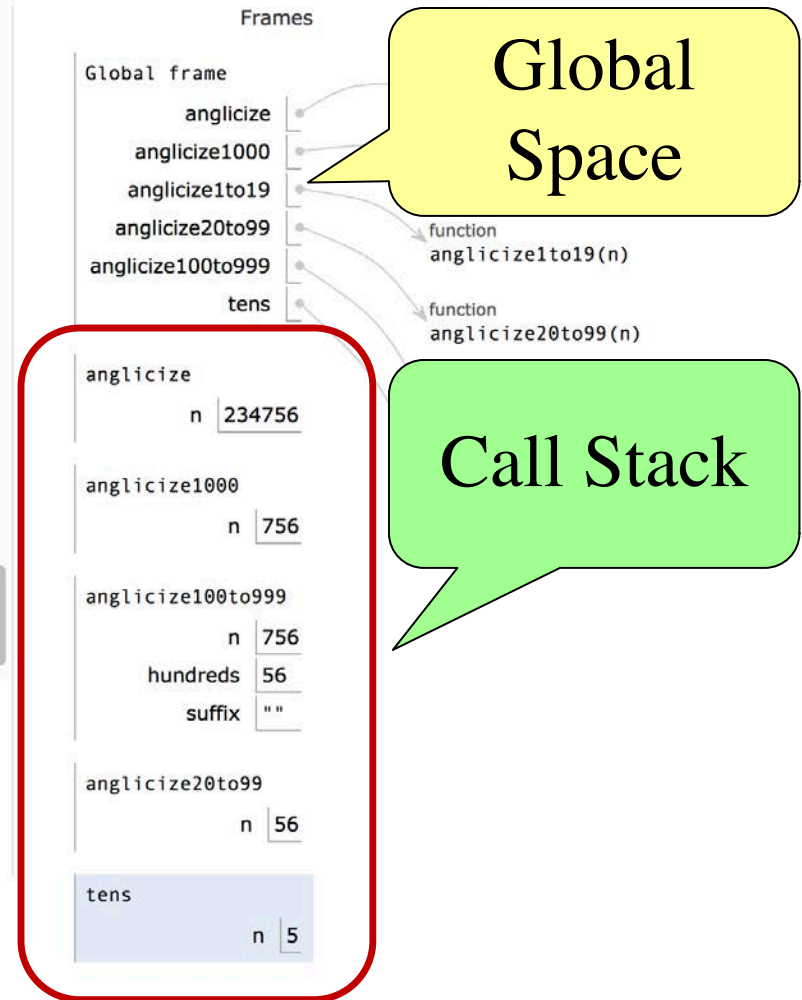 Frames
Global frame
anglicize
anglicize1000
anglicize1to19
anglicize20to99
anglicize100to999
tens
Global
Space
function
anglicize1to19(n)
function
anglicize20to99(n)
anglicize
n 234756
anglicize1000
n 756
anglicize100to999
n 756
hundreds 56
suffix ""
anglicize20to99
n 56
tens
n 5
Call Stack